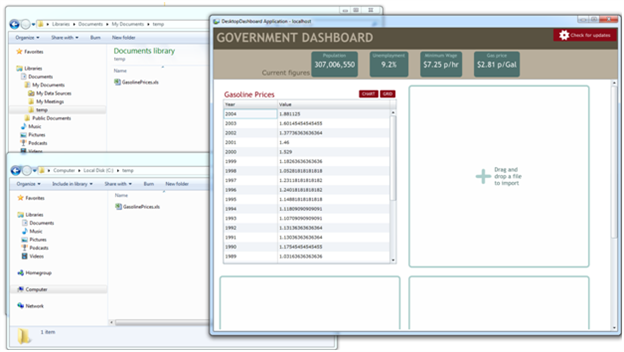 Libraries ▸ Documents ▸ My Documents ▸ temp
Organize ▾ Share with ▾ Burn New folder
Favorites
Libraries
Documents
My Documents
My Data Sources
My Meetings
temp
Public Documents
Music
Pictures
Podcasts
Videos
Documents library
temp
Name
GasolinePrices.xls
Computer ▸ Local Disk (C:) ▸ temp
Organize ▾ Include in library ▾ Share with ▾ Burn New folder
Favorites
Libraries
Documents
Music
Pictures
Podcasts
Videos
Homegroup
Computer
Network
Name
GasolinePrices.xls
1 item
DesktopDashboard Application - localhost
GOVERNMENT DASHBOARD
Check for updates
Current figures
Population
307,006,550
Unemployment
9.2%
Minimum Wage
$7.25 p/hr
Gas price
$2.81 p/Gal
Gasoline Prices
CHART GRID
Year Value
2004 1.881125
2003 1.60145454545455
2002 1.37736363636364
2001 1.46
2000 1.529
1999 1.18263636363636
1998 1.05281818181818
1997 1.23118181818182
1996 1.24018181818182
1995 1.14881818181818
1994 1.11809090909091
1993 1.10709090909091
1992 1.13136363636364
1991 1.13036363636364
1990 1.17545454545455
1989 1.03163636363636
Drag and
drop a file
to import